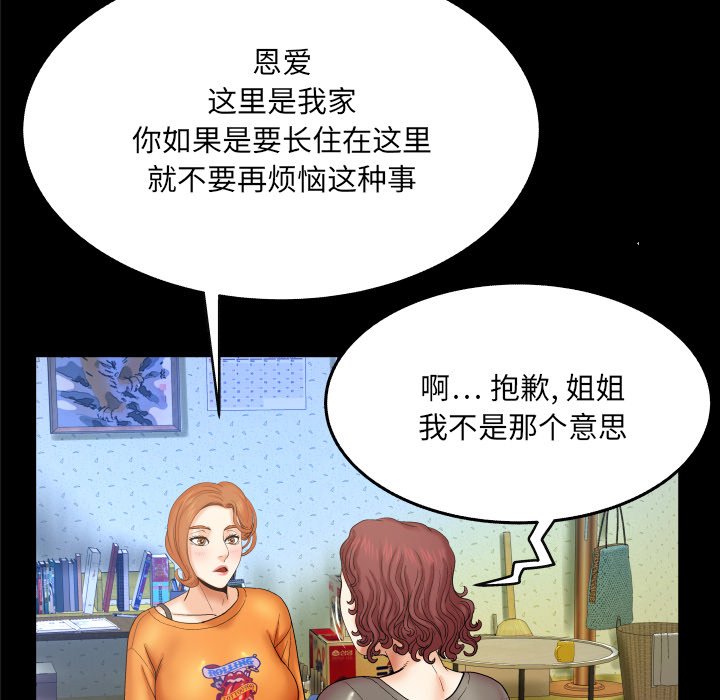 恩爱
这里是我家
你如果是要长住在这里
就不要再烦恼这种事
啊... 抱歉, 姐姐
我不是那个意思
ROLLING